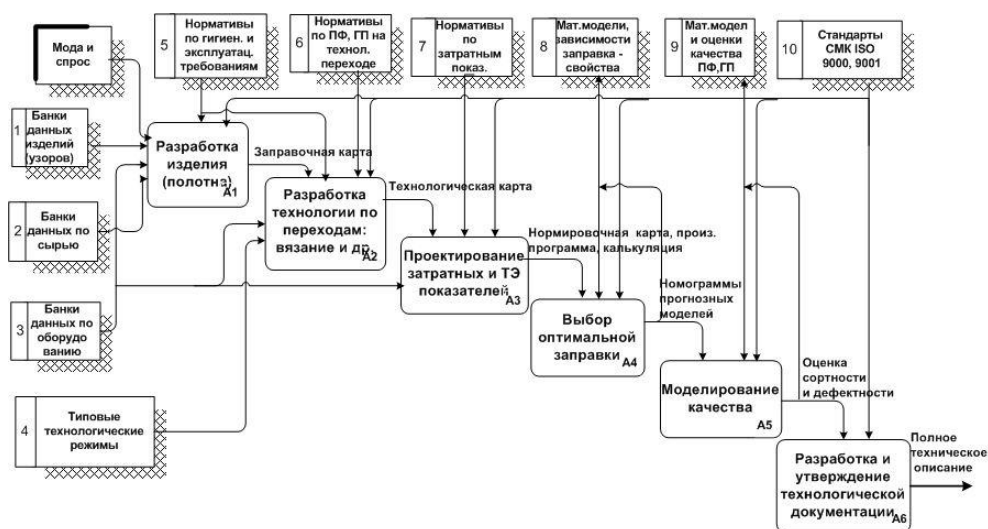 Мода и
спрос
5
Нормативы
по гигиен. и
эксплуатац.
требованиям
6
Нормативы
по ПФ, ГП на
технол.
переходе
7
Нормативы
по
затратным
показ.
8
Мат.модели,
зависимости
заправка -
свойства
9
Мат.модел
и оценки
качества
ПФ,ГП
10
Стандарты
СМК ISO
9000, 9001
1
Банки
данных
изделий
(узоров)
2
Банки
данных по
сырью
3
Банки
данных по
оборудо
ванию
4
Типовые
технологические
режимы
Разработка
изделия
(полотна)
А1
Заправочная карта
Разработка
технологии по
переходам:
вязание и др.
А2
Технологическая карта
Проектирование
затратных и ТЭ
показателей
А3
Нормировочная карта, произ.
программа, калькуляция
Выбор
оптимальной
заправки
А4
Номограммы
прогнозных
моделей
Моделирование
качества
А5
Оценка
сортности
и дефектности
Разработка и
утверждение
технологической
документации
А6
Полное
техническое
описание